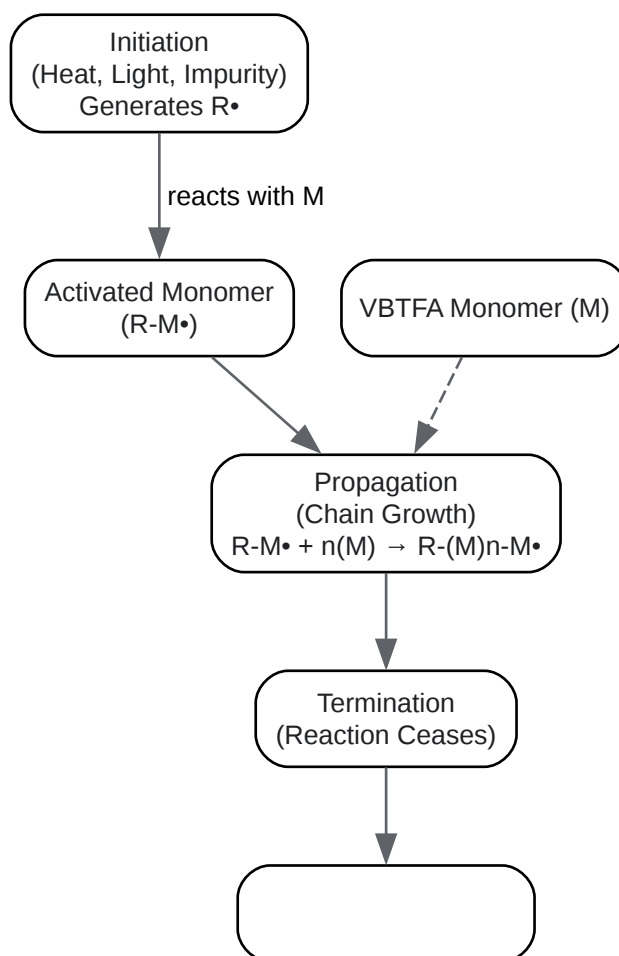 Initiation
(Heat, Light, Impurity)
Generates R•
reacts with M
Activated Monomer
(R-M•)
VBTFA Monomer (M)
Propagation
(Chain Growth)
R-M• + n(M) → R-(M)n-M•
Termination
(Reaction Ceases)